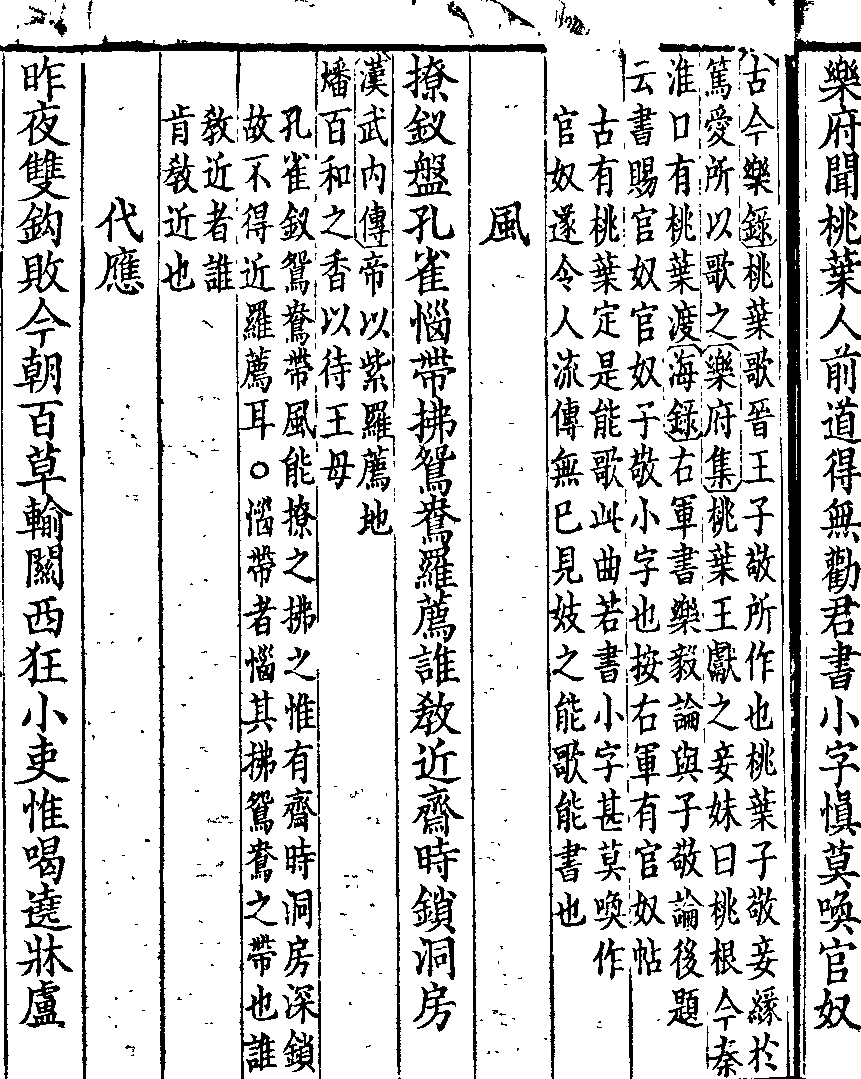 樂府聞桃葉人前道得無勸君書小字慎莫喚官奴
古今樂錄桃葉歌晉王子敬所作也桃葉子敬妾緣於
篤愛所以歌之樂府集桃葉王獻之妾妹曰桃根今秦
淮口有桃葉渡海錄右軍書樂毅論與子敬論後題
云書賜官奴官奴子敬小字也按右軍有官奴帖
古有桃葉定是能歌此曲若書小字甚莫喚作
官奴遂令人流傳無已見妓之能歌能書也
風
撩釵盤孔雀惱帶拂鴛鴦羅薦誰教近齋時鎖洞房
漢武內傳帝以紫羅薦地
燔百和之香以待王母
孔雀釵鴛鴦帶風能撩之拂之惟有齊時洞房深鎖
故不得近羅薦耳○惱帶者惱其拂鴛鴦之帶也誰
教近者誰
肯教近也
代應
昨夜雙鈎敗今朝百草輸關西狂小吏惟喝遶牀盧